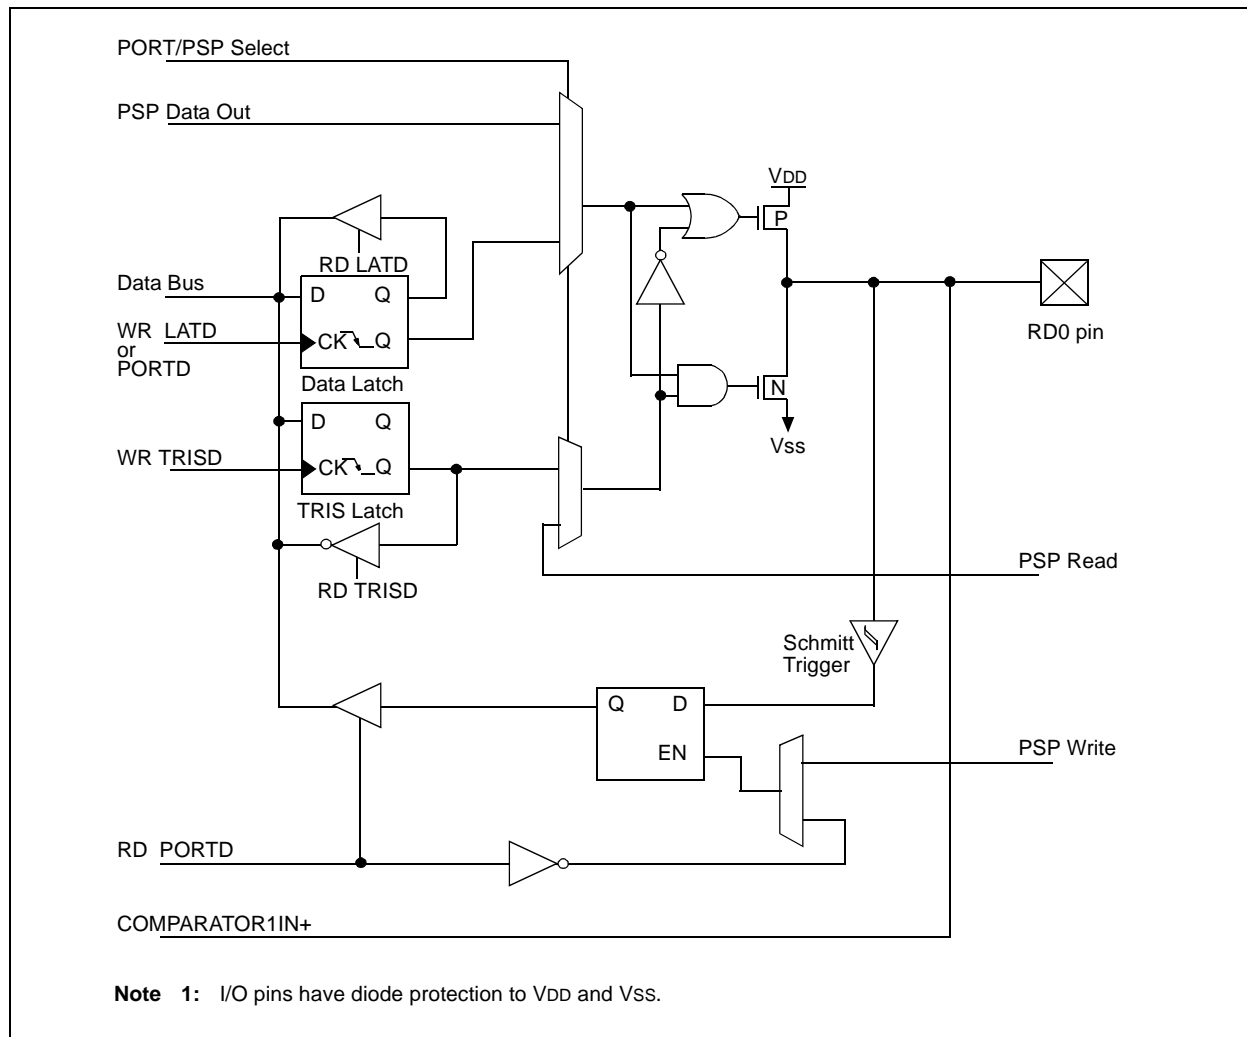 PORT/PSP Select
PSP Data Out
VDD
P
RD LATD
Data Bus
D Q
WR LATD
or
PORTD
CK Q
Data Latch
RD0 pin
N
Vss
D Q
WR TRISD
CK Q
TRIS Latch
RD TRISD
PSP Read
Schmitt
Trigger
Q D
EN
PSP Write
RD PORTD
COMPARATOR1IN+
Note 1: I/O pins have diode protection to VDD and VSS.